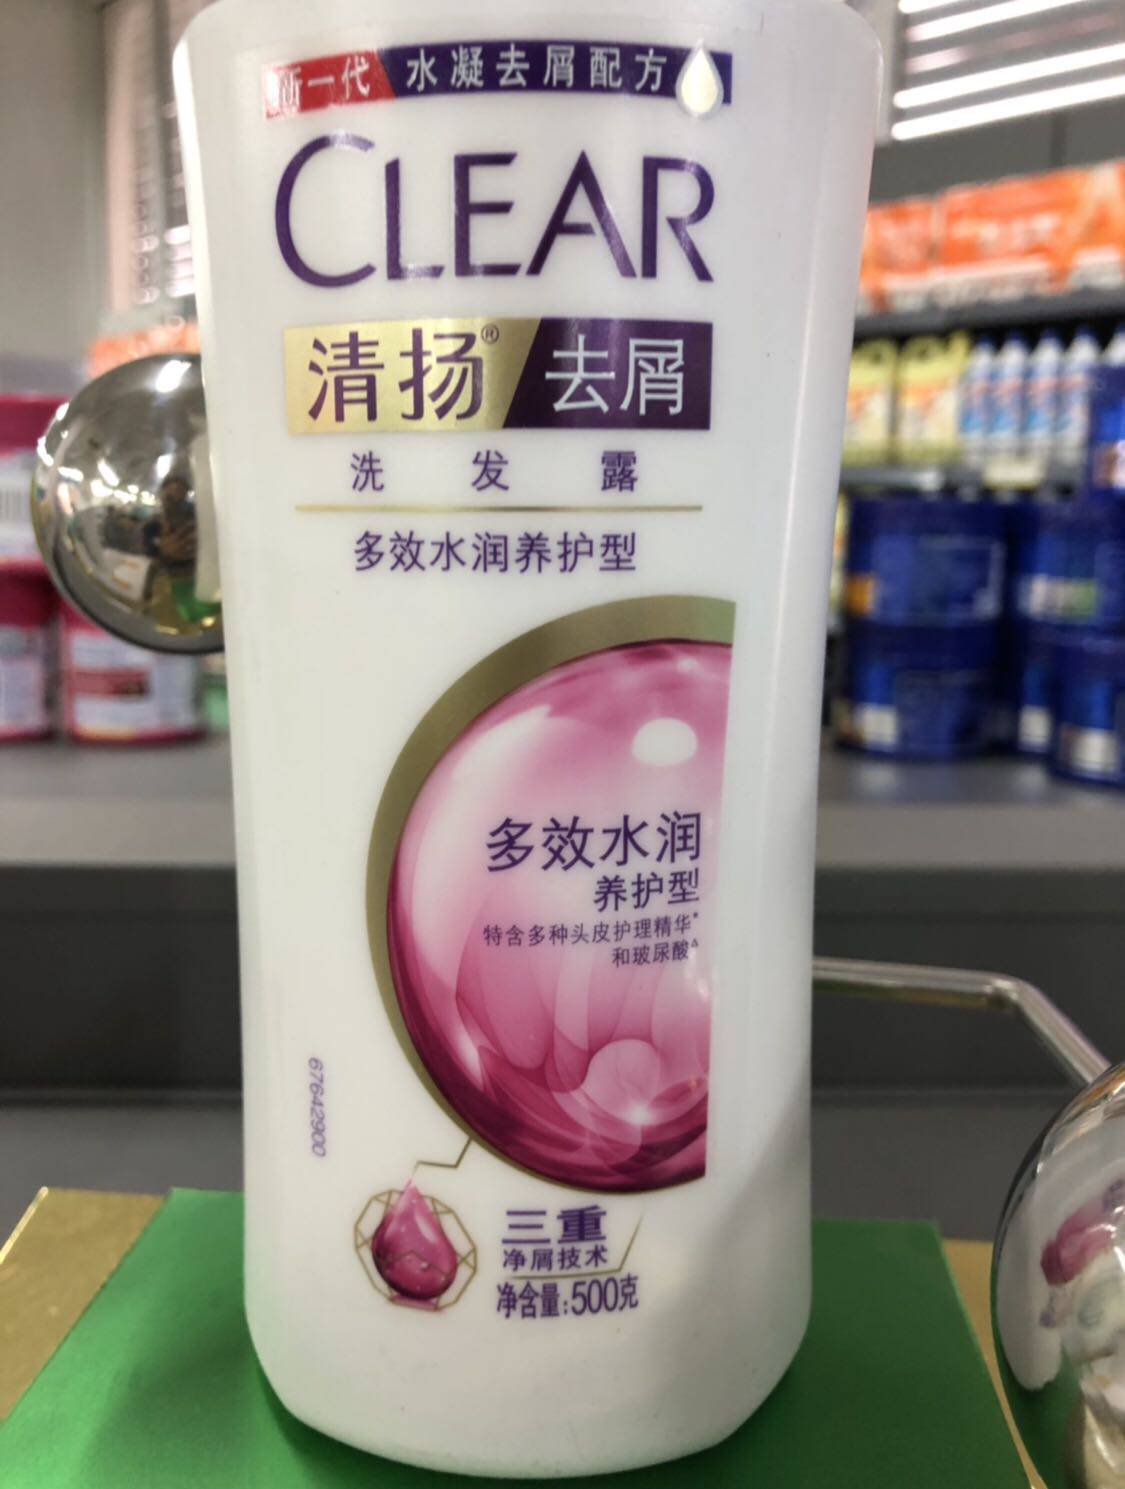 新一代 水凝去屑配方
CLEAR
清扬® 去屑
洗发露
多效水润养护型
多效水润
养护型
特含多种头皮护理精华*
和玻尿酸^
67642900
三重
净屑技术
净含量:500克